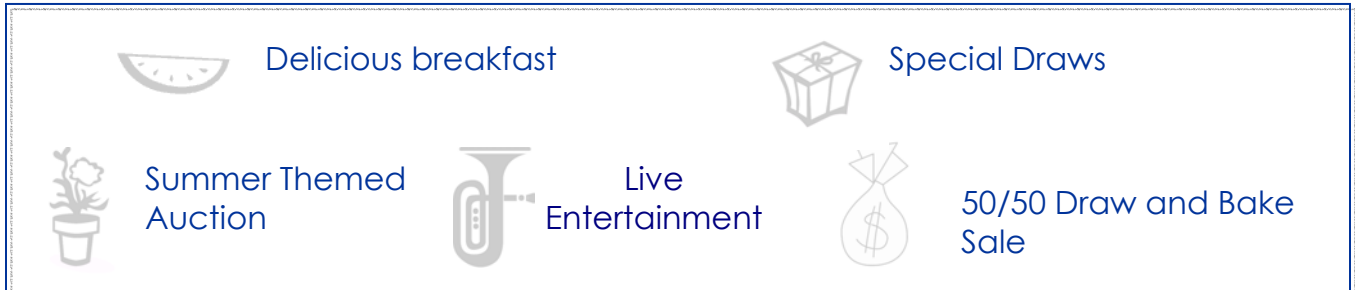 Delicious breakfast
Special Draws
Summer Themed
Auction
Live
Entertainment
50/50 Draw and Bake
Sale
$